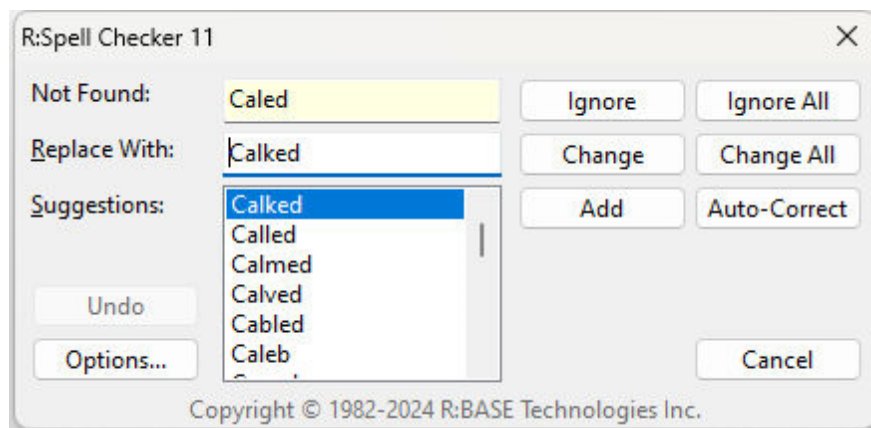 R:Spell Checker 11
Not Found: Caled Ignore Ignore All
Replace With: Calked Change Change All
Suggestions: Calked Add Auto-Correct
Called
Calmed
Calved
Undo Cabled
Options... Caleb Cancel
Copyright © 1982-2024 R:BASE Technologies Inc.